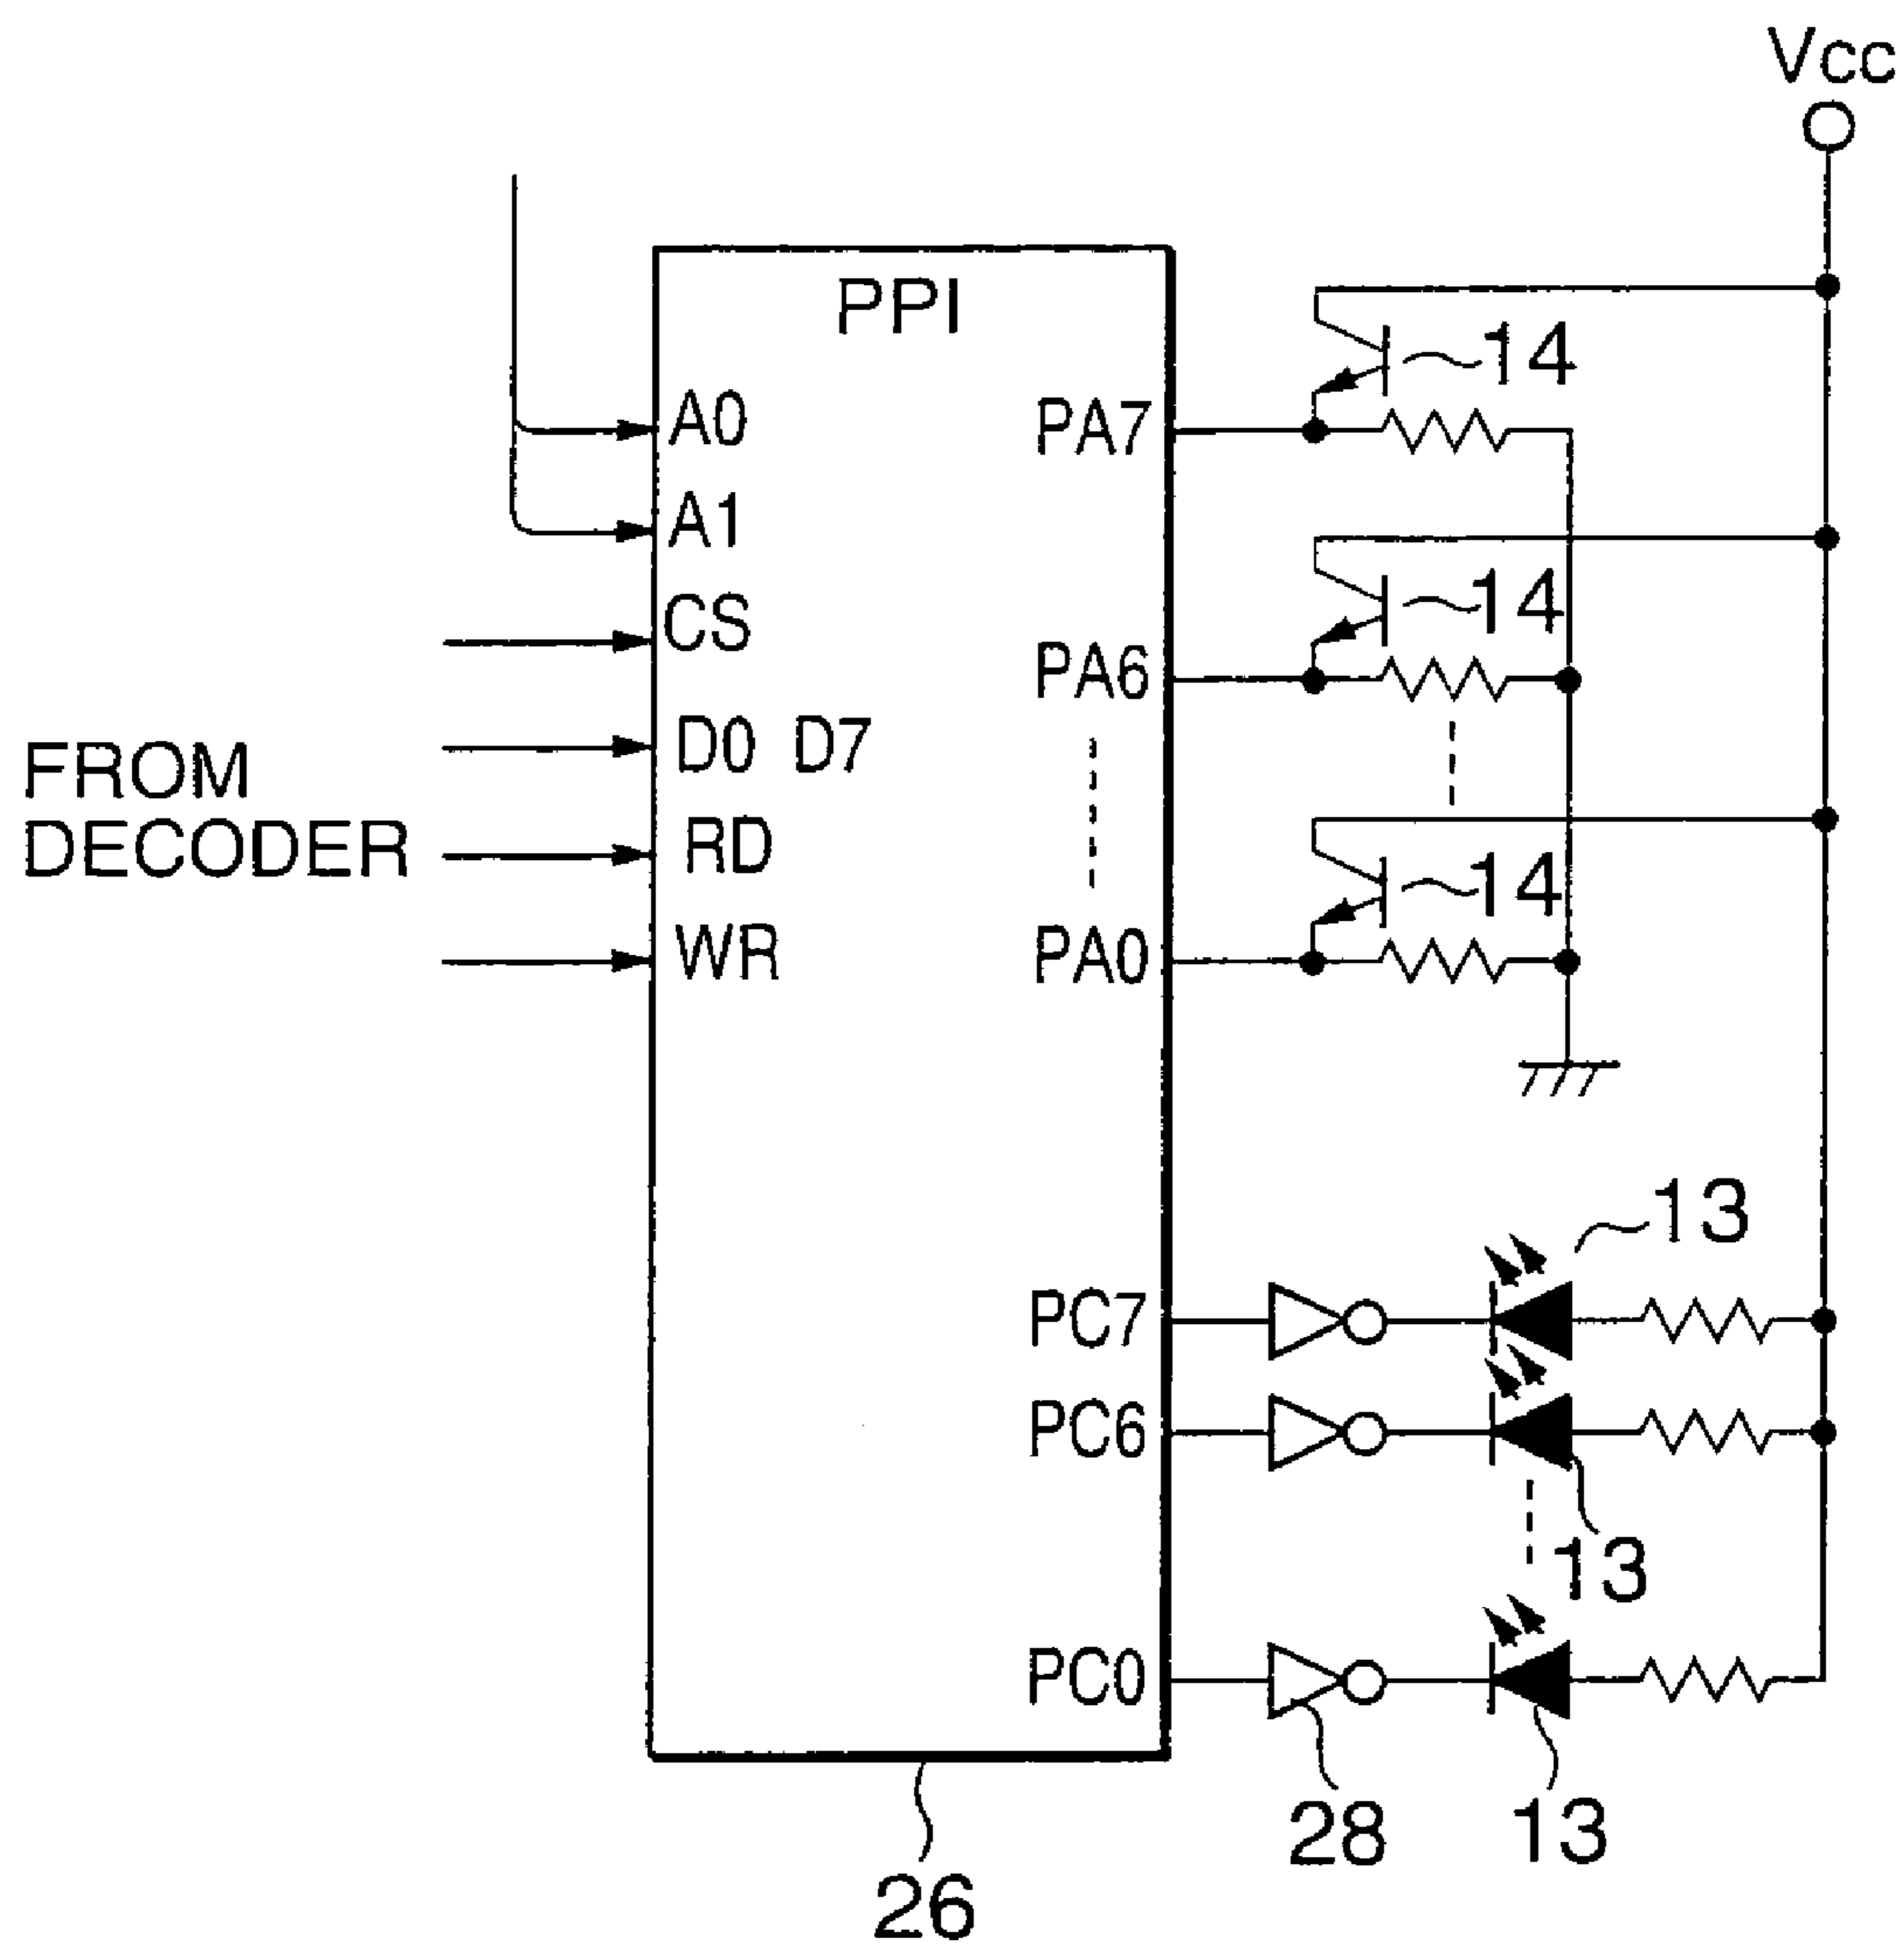 Vcc
PPI
A0
A1
CS
D0 D7
RD
WR
FROM
DECODER
PA7
PA6
PA0
14
14
14
PC7
PC6
PC0
13
13
13
28
26